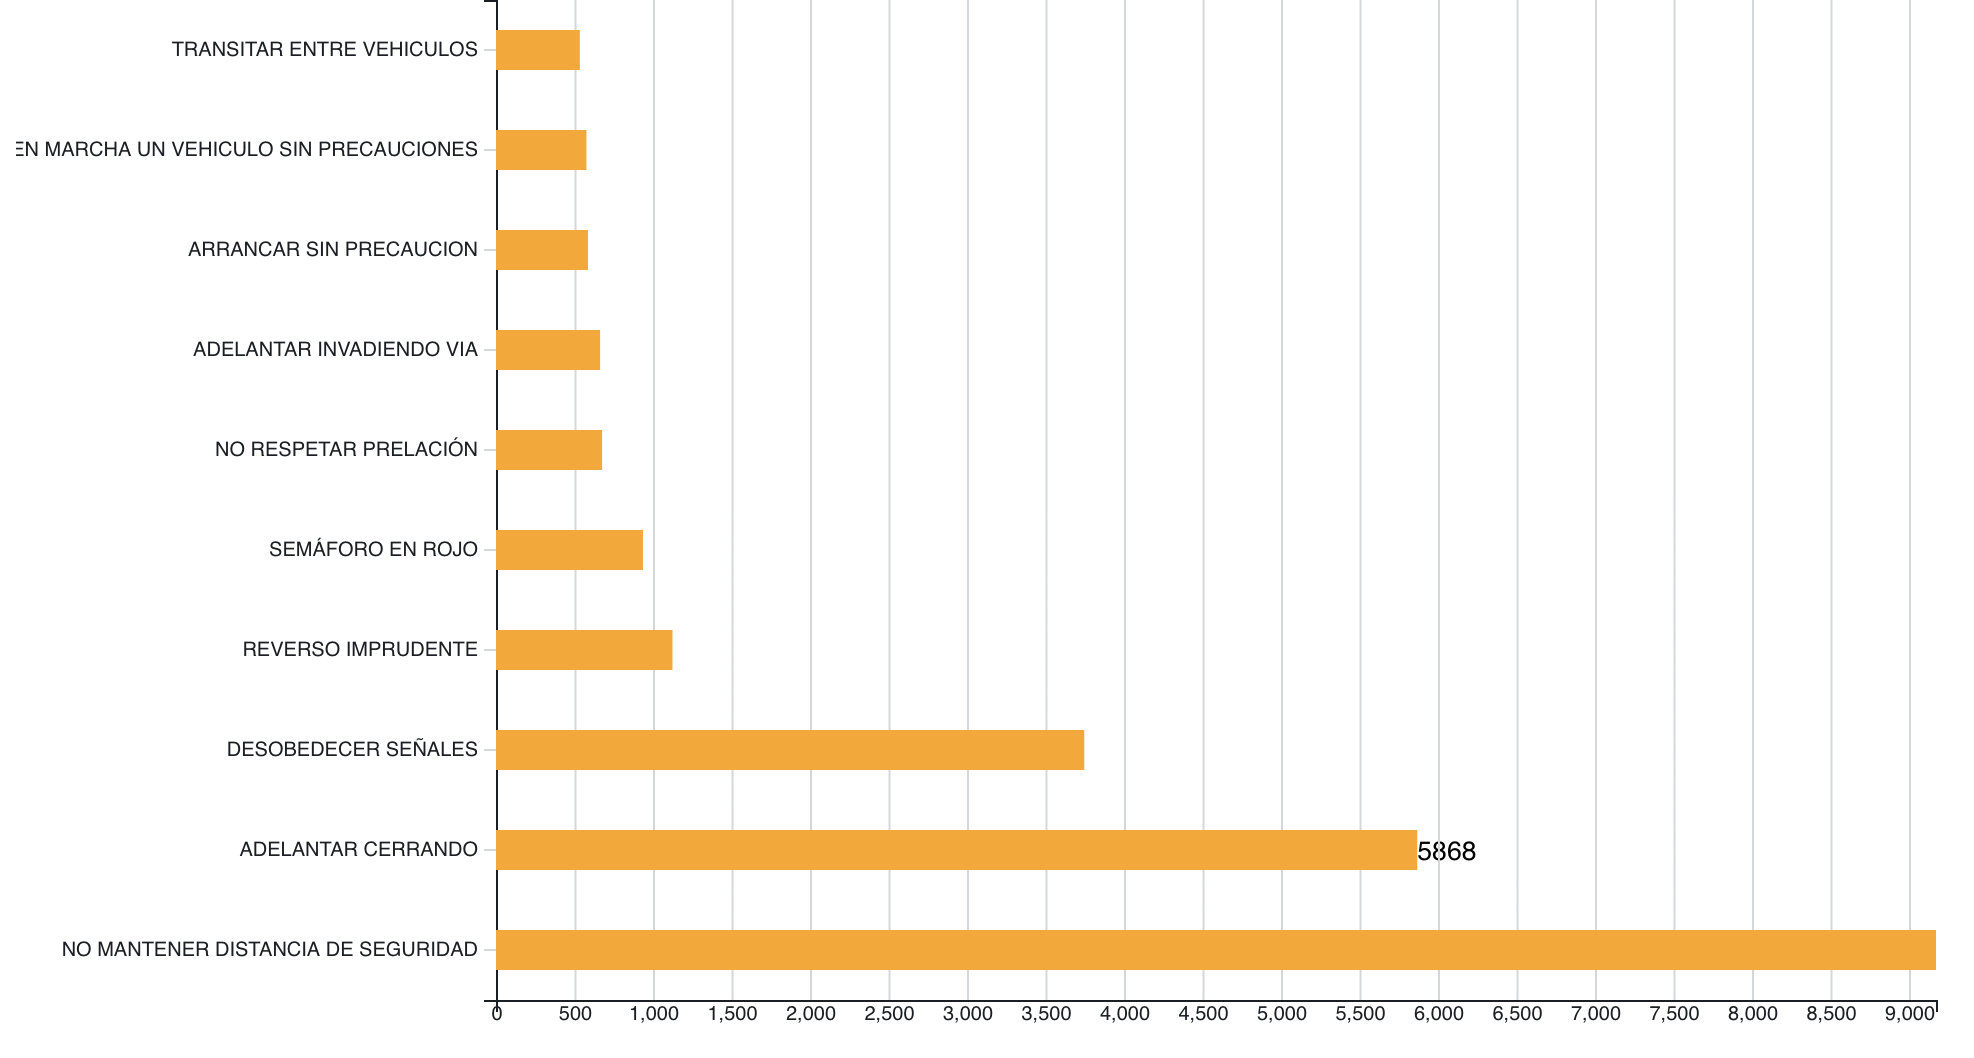 TRANSITAR ENTRE VEHICULOS
EN MARCHA UN VEHICULO SIN PRECAUCIONES
ARRANCAR SIN PRECAUCION
ADELANTAR INVADIENDO VIA
NO RESPETAR PRELACIÓN
SEMÁFORO EN ROJO
REVERSO IMPRUDENTE
DESOBEDECER SEÑALES
ADELANTAR CERRANDO 5868
NO MANTENER DISTANCIA DE SEGURIDAD
0 500 1,000 1,500 2,000 2,500 3,000 3,500 4,000 4,500 5,000 5,500 6,000 6,500 7,000 7,500 8,000 8,500 9,000